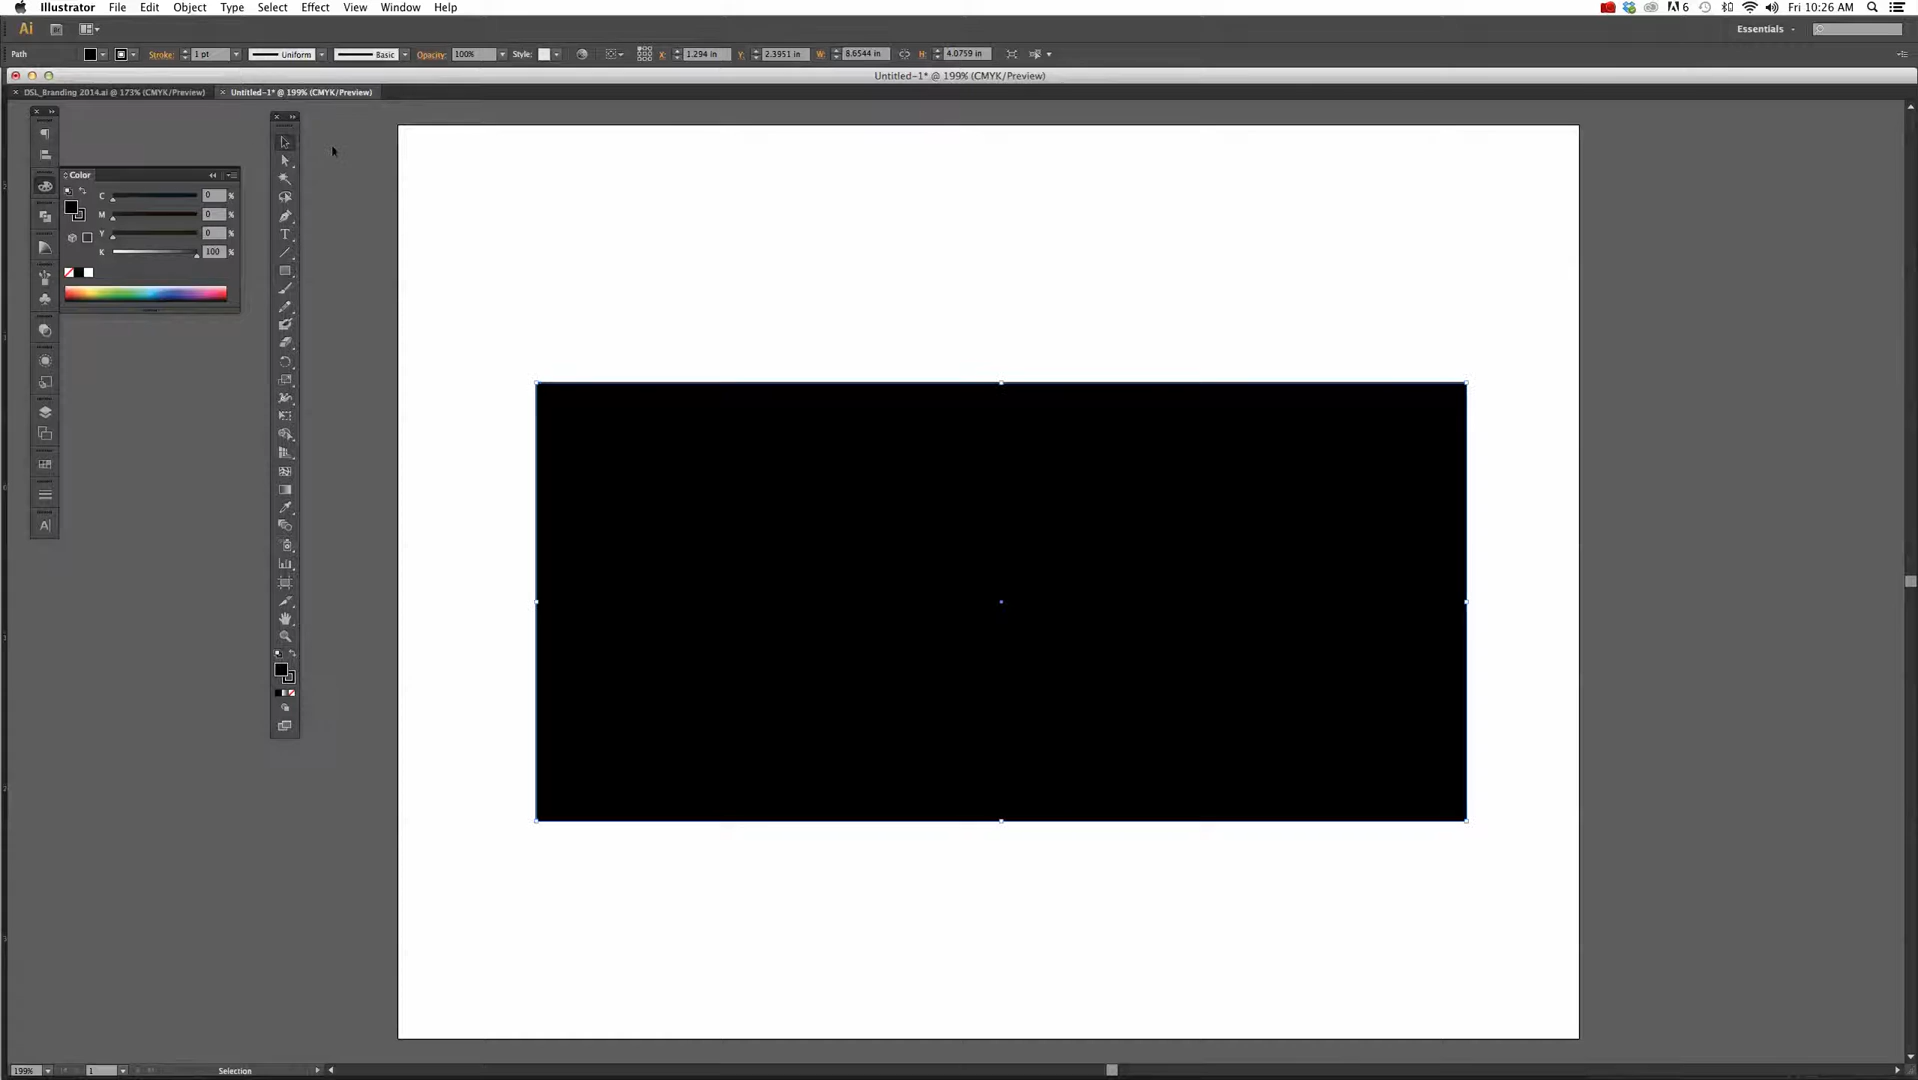 Illustrator File Edit Object Type Select Effect View Window Help 6 Fri 10:26 AM
Ai Essentials
Path Stroke: 1 pt Uniform Basic Opacity: 100% Style: X: 1.294 in Y: 2.3951 in W: 8.6544 in H: 4.0759 in
Untitled-1* @ 199% (CMYK/Preview)
DSL_Branding 2014.ai @ 173% (CMYK/Preview) Untitled-1* @ 199% (CMYK/Preview)
Color
C 0 %
M 0 %
Y 0 %
K 100 %
199% 1 Selection